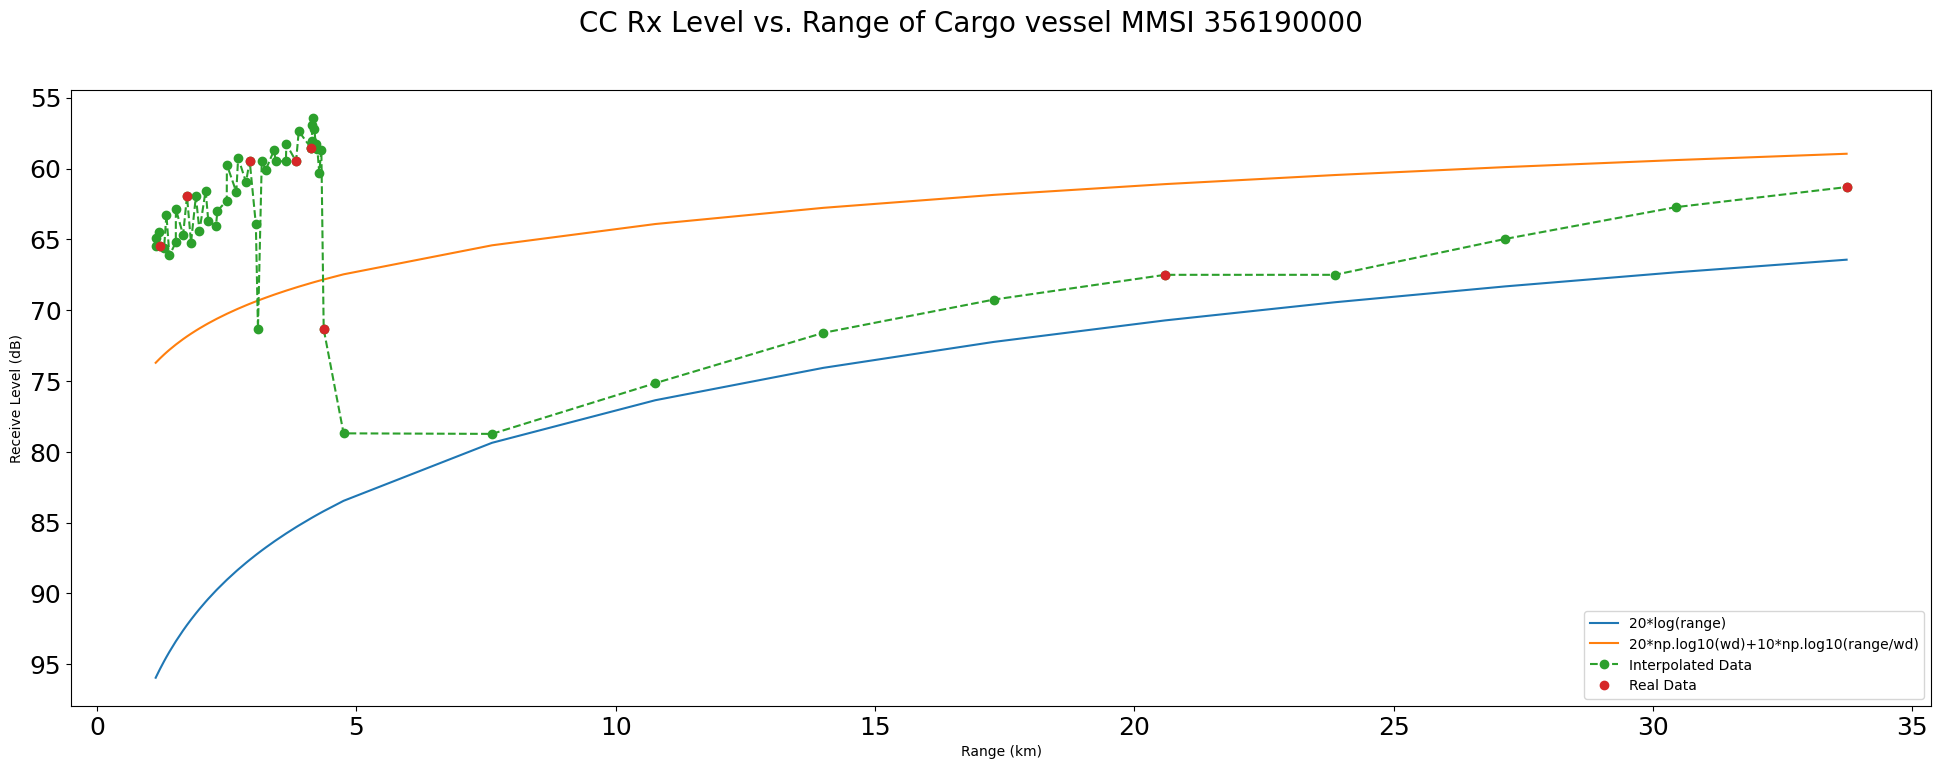 CC Rx Level vs. Range of Cargo vessel MMSI 356190000
55
60
65
70
75
80
85
90
95
Receive Level (dB)
20*log(range)
20*np.log10(wd)+10*np.log10(range/wd)
Interpolated Data
Real Data
0 5 10 15 20 25 30 35
Range (km)